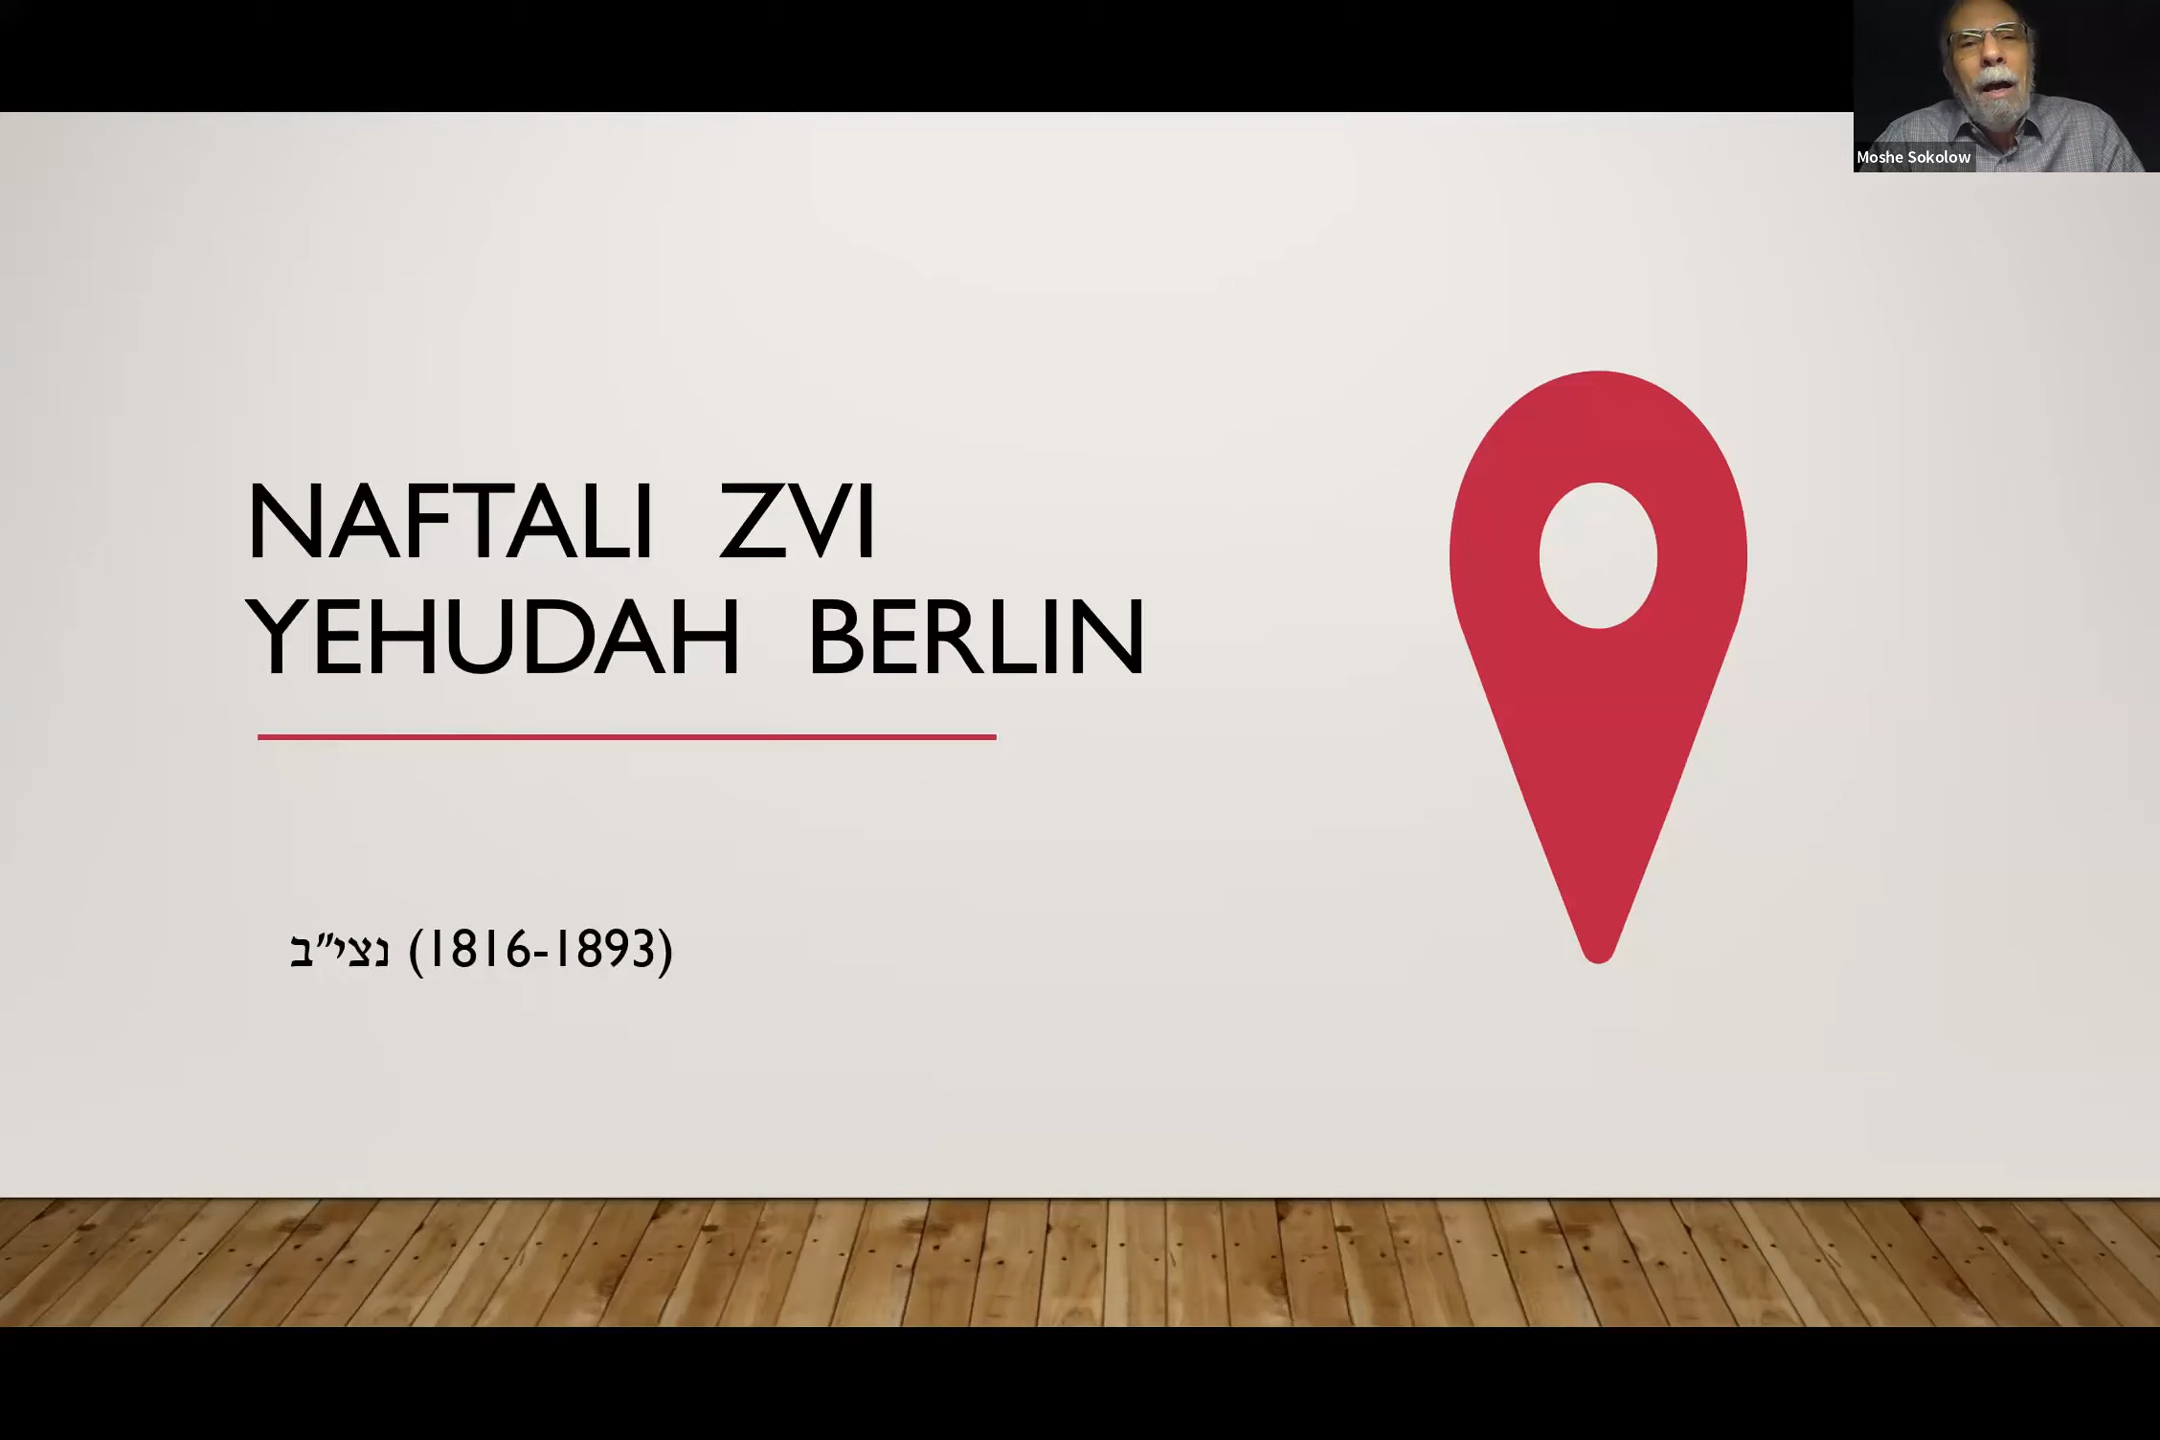 Moshe Sokolow
NAFTALI ZVI
YEHUDAH BERLIN
נצי״ב (1816-1893)